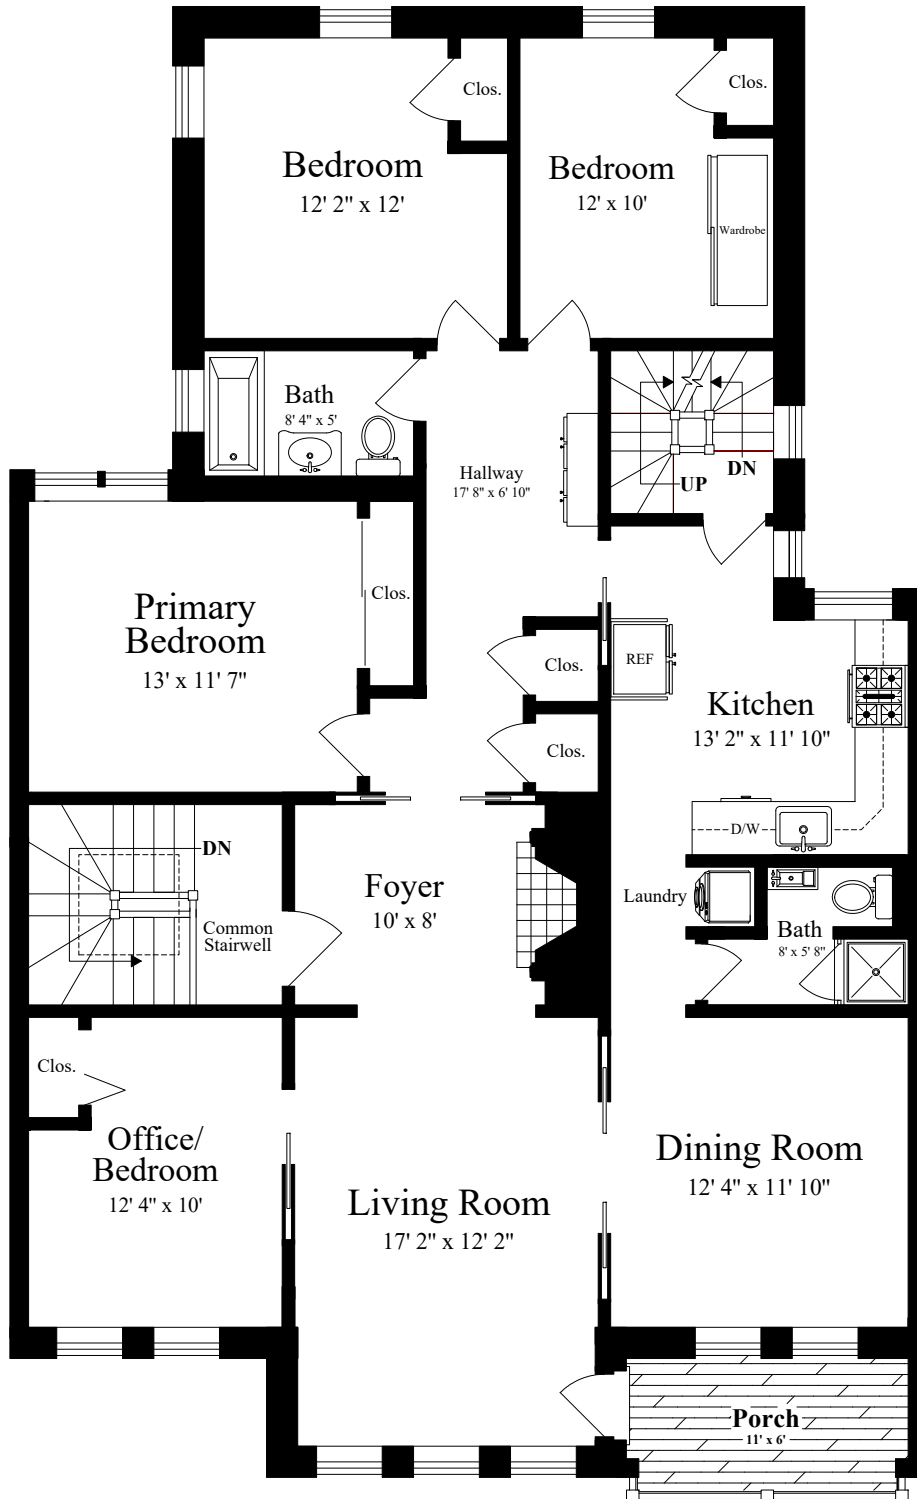 Clos.
Clos.
Bedroom
12' 2" x 12'
Bedroom
12' x 10'
Wardrobe
Bath
8' 4" x 5'
Hallway
17' 8" x 6' 10"
DN
UP
Clos.
Primary
Bedroom
13' x 11' 7"
Clos.
REF
Kitchen
13' 2" x 11' 10"
Clos.
D/W
DN
Foyer
10' x 8'
Common
Stairwell
Laundry
Bath
8' x 5' 8"
Clos.
Office/
Bedroom
12' 4" x 10'
Living Room
17' 2" x 12' 2"
Dining Room
12' 4" x 11' 10"
Porch
11' x 6'